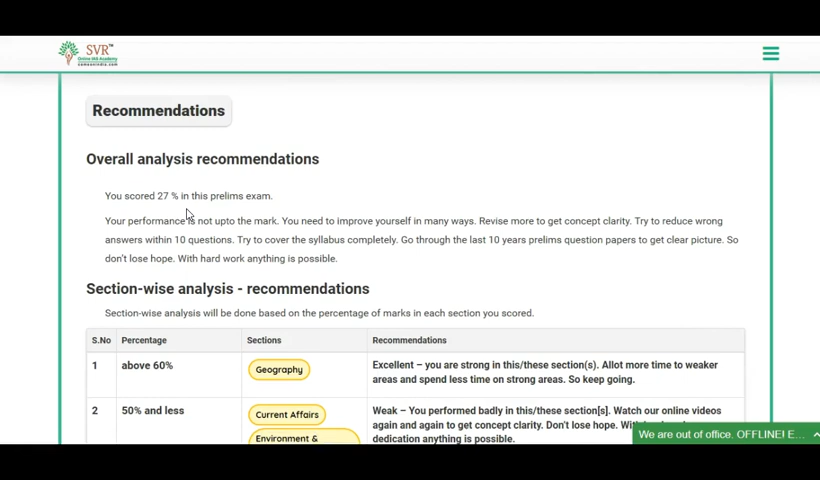 SVR™
Online IAS Academy
Recommendations
Overall analysis recommendations
You scored 27 % in this prelims exam.
Your performance is not upto the mark. You need to improve yourself in many ways. Revise more to get concept clarity. Try to reduce wrong
answers within 10 questions. Try to cover the syllabus completely. Go through the last 10 years prelims question papers to get clear picture. So
don't lose hope. With hard work anything is possible.
Section-wise analysis - recommendations
Section-wise analysis will be done based on the percentage of marks in each section you scored.
S.No Percentage Sections Recommendations
1 above 60% Geography Excellent – you are strong in this/these section(s). Allot more time to weaker
areas and spend less time on strong areas. So keep going.
2 50% and less Current Affairs Weak – You performed badly in this/these section[s]. Watch our online videos
again and again to get concept clarity. Don't lose hope.
Environment &
dedication anything is possible.
We are out of office. OFFLINE! E...